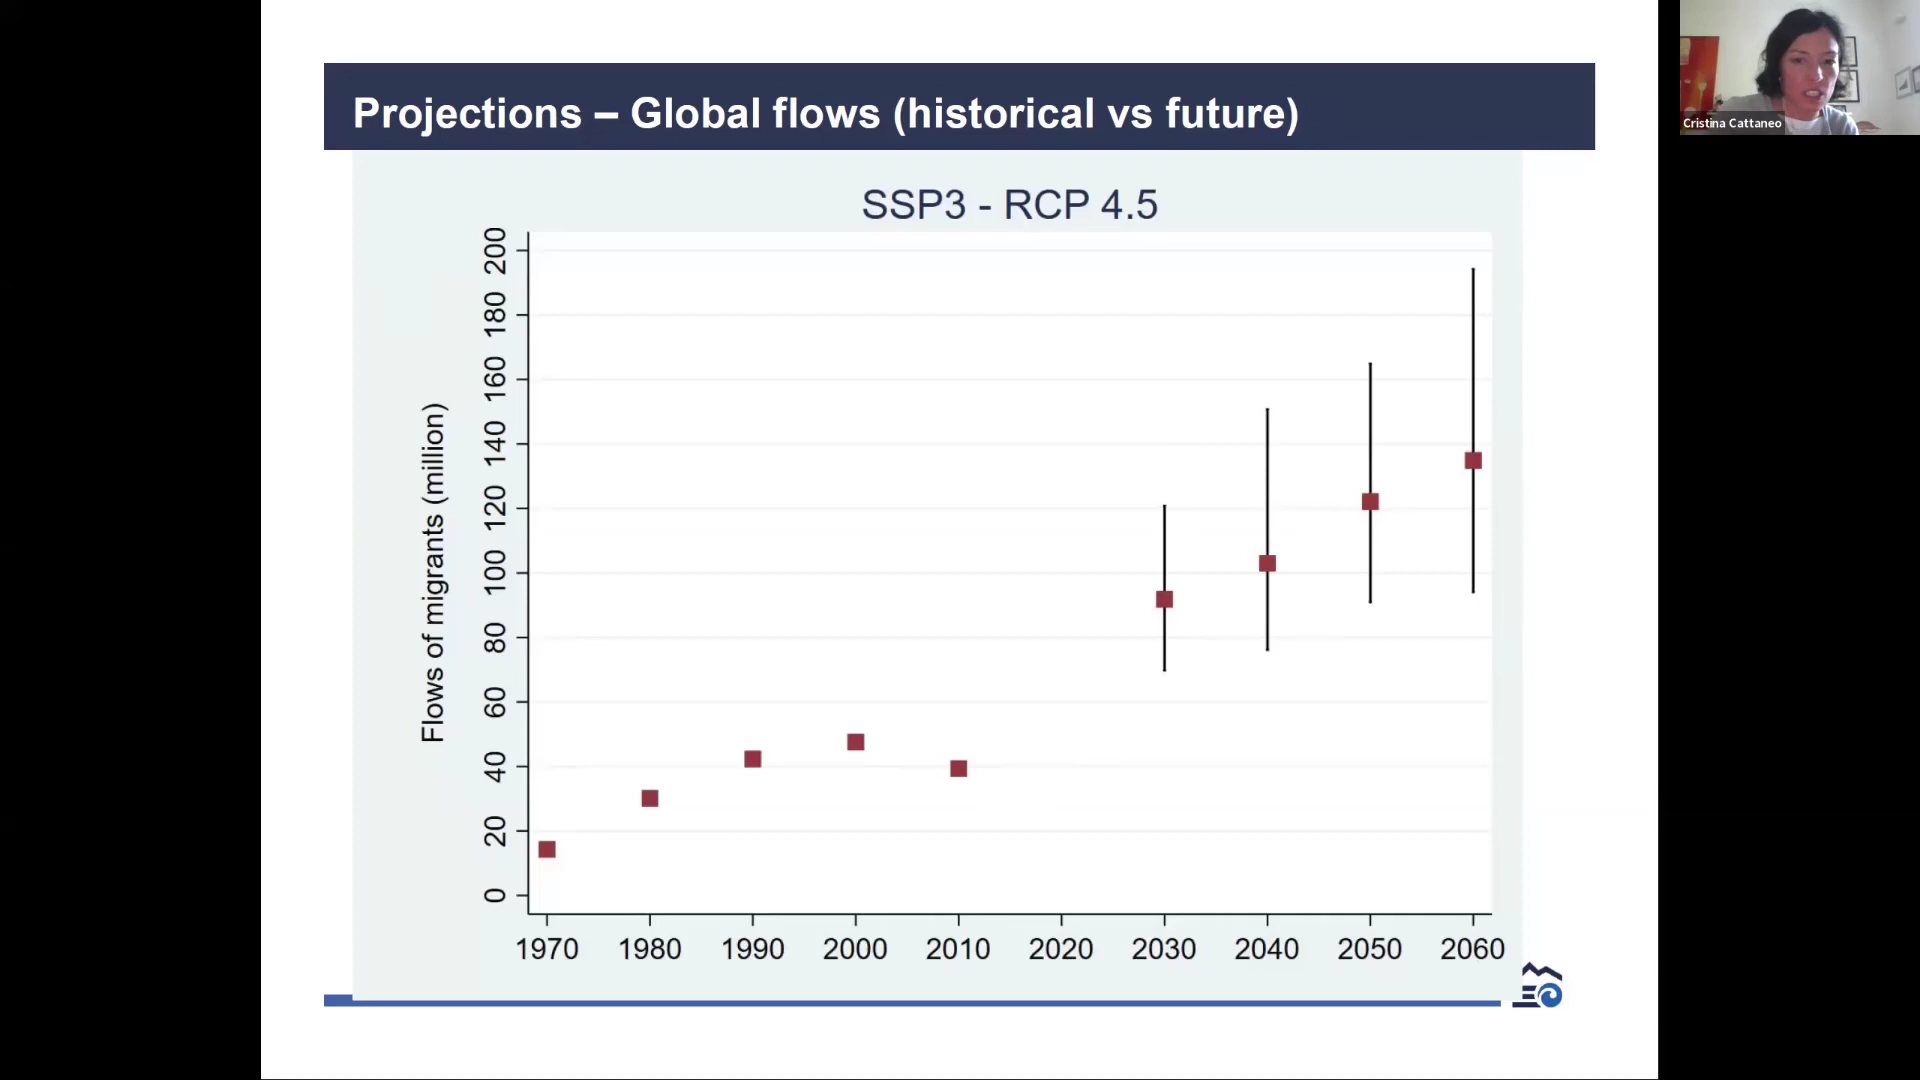 Projections – Global flows (historical vs future)
Cristina Cattaneo
SSP3 - RCP 4.5
Flows of migrants (million)
200
180
160
140
120
100
80
60
40
20
0
1970 1980 1990 2000 2010 2020 2030 2040 2050 2060